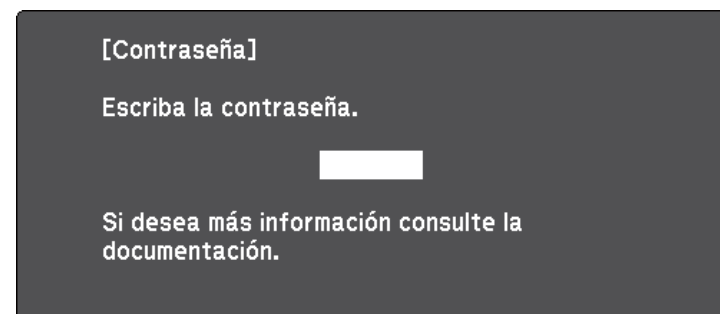 [Contraseña]
Escriba la contraseña.
Si desea más información consulte la
documentación.